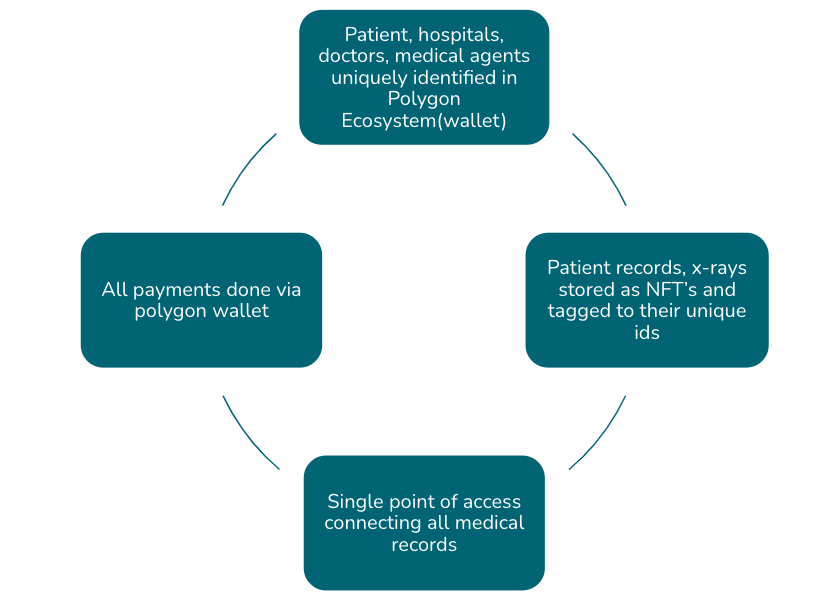 Patient, hospitals,
doctors, medical agents
uniquely identified in
Polygon
Ecosystem(wallet)
All payments done via
polygon wallet
Patient records, x-rays
stored as NFT's and
tagged to their unique
ids
Single point of access
connecting all medical
records